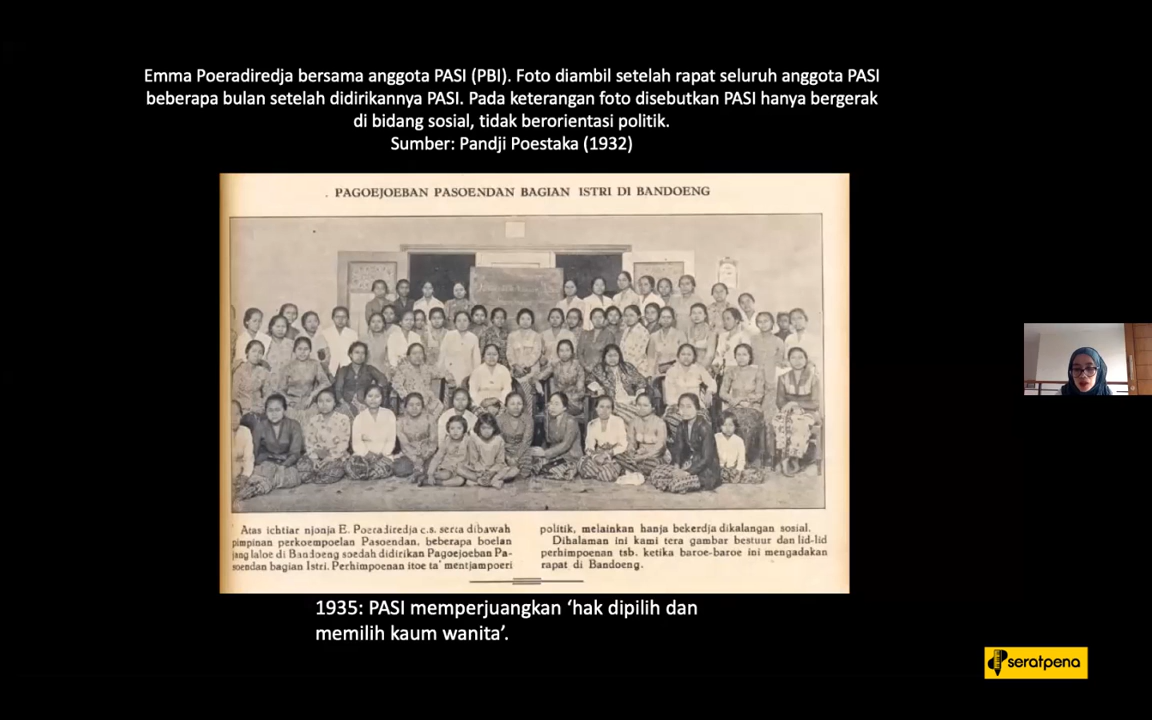 Emma Poeradiredja bersama anggota PASI (PBI). Foto diambil setelah rapat seluruh anggota PASI
beberapa bulan setelah didirikannya PASI. Pada keterangan foto disebutkan PASI hanya bergerak
di bidang sosial, tidak berorientasi politik.
Sumber: Pandji Poestaka (1932)
. PAGOEJOEBAN PASOENDAN BAGIAN ISTRI DI BANDOENG
Atas ichtiar njonja E. Poeradiredja c.s. serta dibawah
pimpinan perkoempoelan Pasoendan, beberapa boelan
jang laloe di Bandoeng soedah didirikan Pagoejoeban Pa-
soendan bagian Istri. Perhimpoenan itoe ta' mentjampoeri
politik, melainkan hanja bekerdja dikalangan sosial.
Dihalaman ini kami tera gambar bestuur dan lid-lid
perhimpoenan tsb. ketika baroe-baroe ini mengadakan
rapat di Bandoeng.
1935: PASI memperjuangkan ‘hak dipilih dan
memilih kaum wanita’.
seratpena